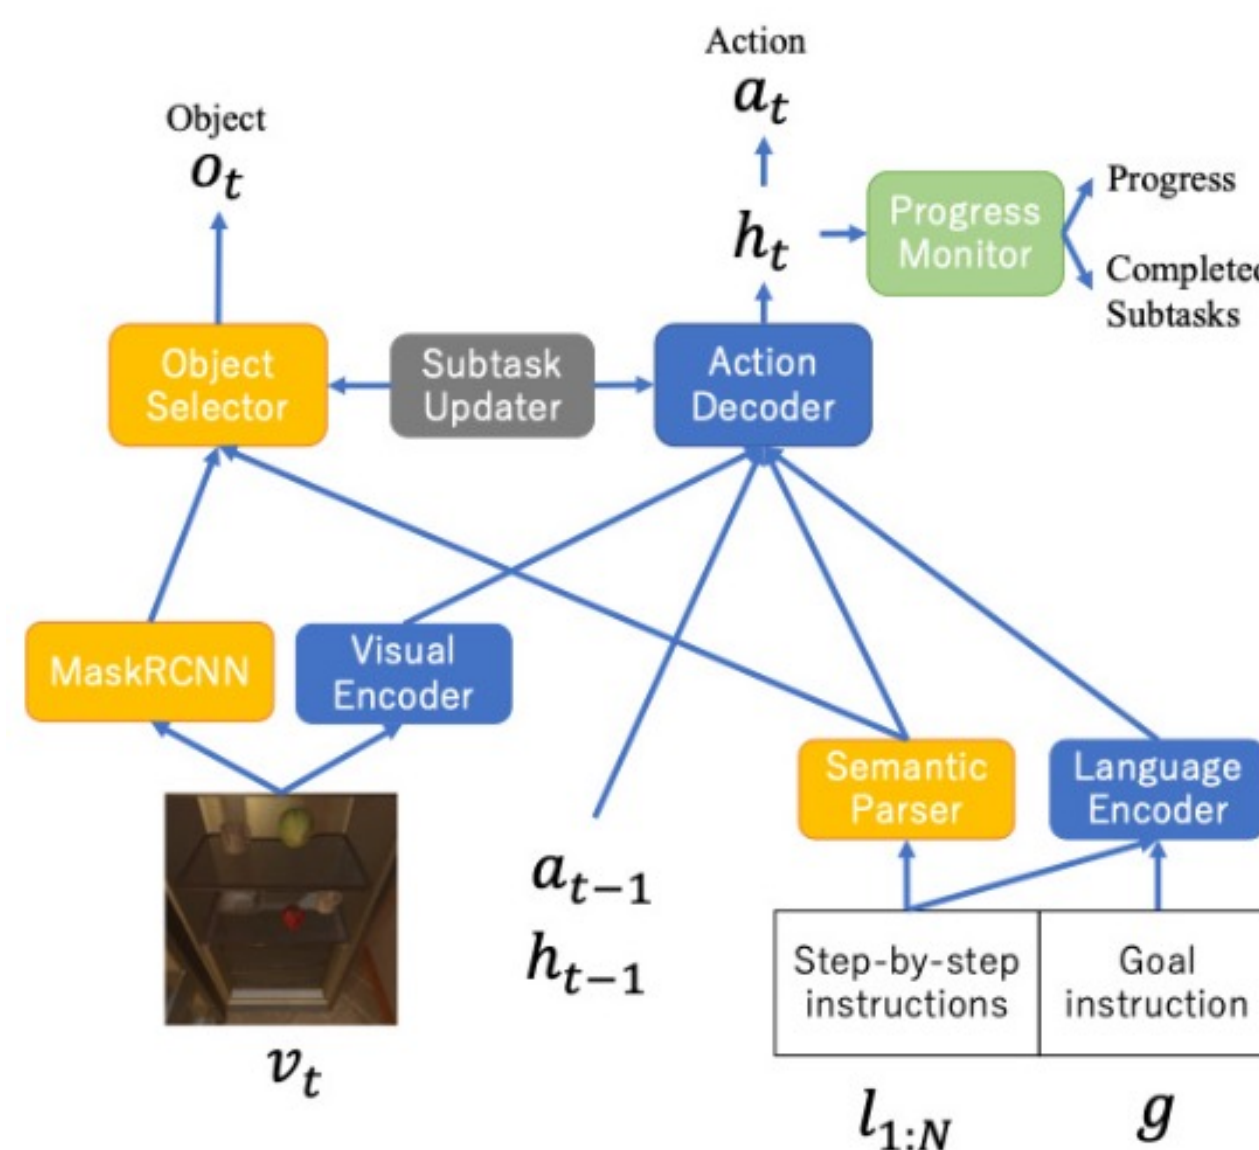 Action
a_t
Object
o_t
Progress
Monitor
Progress
h_t
Completed
Subtasks
Object
Selector
Subtask
Updater
Action
Decoder
MaskRCNN
Visual
Encoder
Semantic
Parser
Language
Encoder
a_{t-1}
h_{t-1}
Step-by-step
instructions
Goal
instruction
v_t
l_{1:N}
g